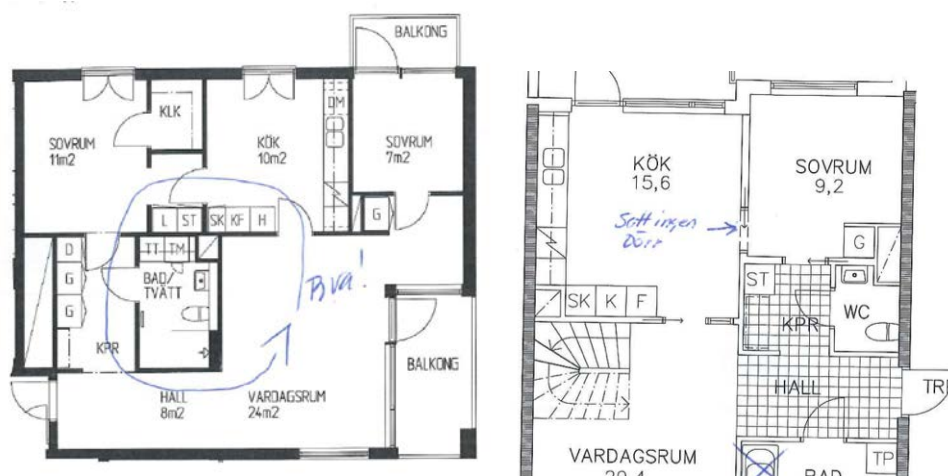 BALKONG
DM
KLK
SOVRUM
11m2
KÖK
10m2
SOVRUM
7m2
L ST SK KF H
G
D
G
G
TT TM
BAD/
TVÄTT
Bra!
KPR
BALKONG
HALL
8m2
VARDAGSRUM
24m2
KÖK
15,6
SOVRUM
9,2
Sätt ingen
Dörr
G
ST
SK K F
WC
KPR
HALL
VARDAGSRUM
BAD
TP